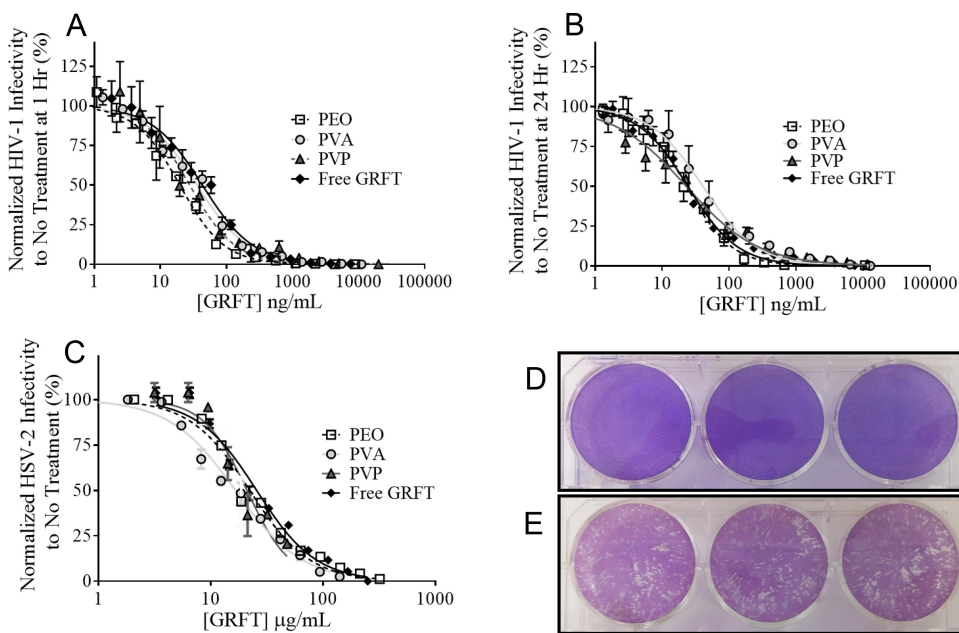 A
Normalized HIV-1 Infectivity
to No Treatment at 1 Hr (%)
125
100
75
50
25
0
PEO
PVA
PVP
Free GRFT
1 10 100 1000 10000 100000
[GRFT] ng/mL
B
Normalized HIV-1 Infectivity
to No Treatment at 24 Hr (%)
125
100
75
50
25
0
PEO
PVA
PVP
Free GRFT
1 10 100 1000 10000 100000
[GRFT] ng/mL
C
Normalized HSV-2 Infectivity
to No Treatment (%)
100
75
50
25
0
PEO
PVA
PVP
Free GRFT
1 10 100 1000
[GRFT] µg/mL
D
E